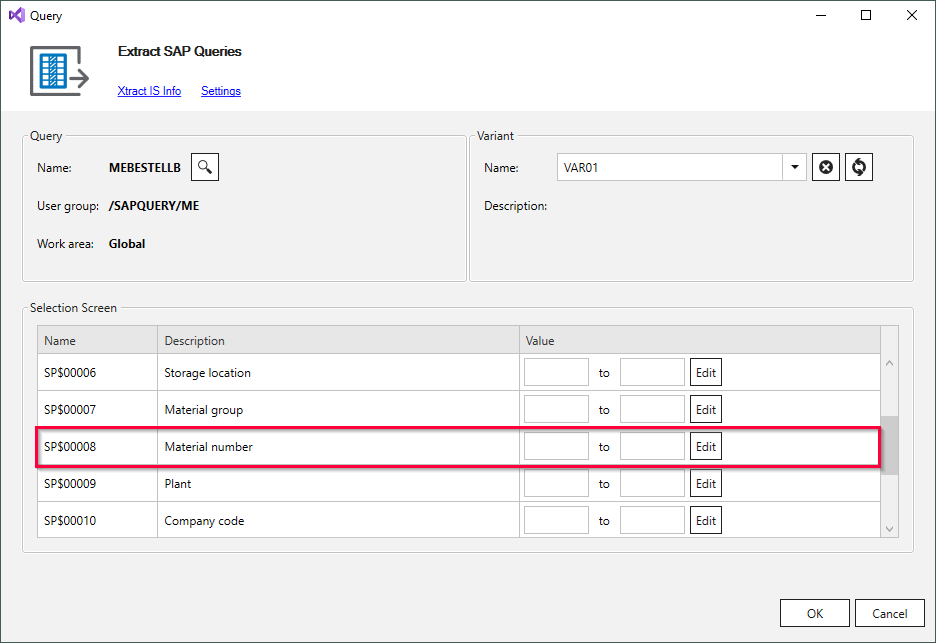 Query
Extract SAP Queries
Xtract IS Info Settings
Query
Name: MEBESTELLB
User group: /SAPQUERY/ME
Work area: Global
Variant
Name: VAR01
Description:
Selection Screen
Name Description Value
SP$00006 Storage location to Edit
SP$00007 Material group to Edit
SP$00008 Material number to Edit
SP$00009 Plant to Edit
SP$00010 Company code to Edit
OK Cancel